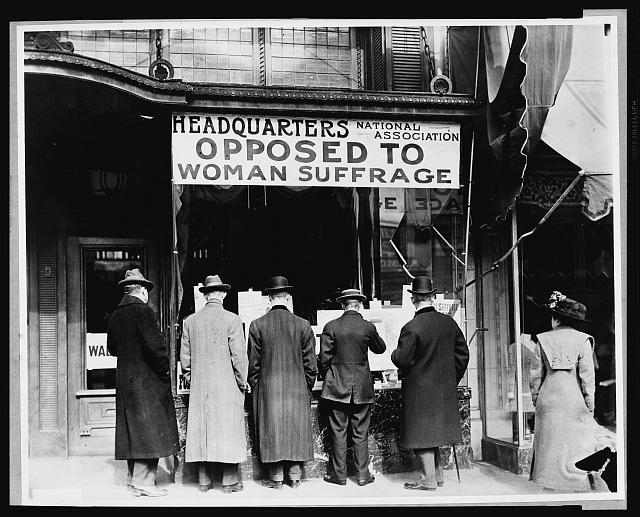 HEADQUARTERS NATIONAL ASSOCIATION
OPPOSED TO
WOMAN SUFFRAGE